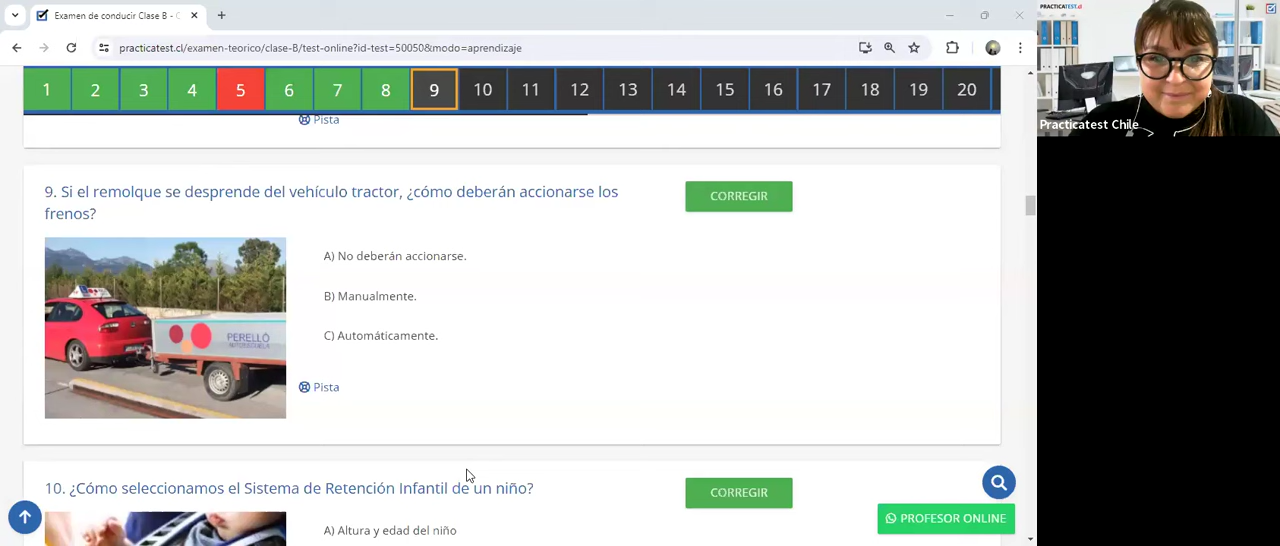 Examen de conducir Clase B - C
practicatest.cl/examen-teorico/clase-B/test-online?id-test=50050&modo=aprendizaje
1 2 3 4 5 6 7 8 9 10 11 12 13 14 15 16 17 18 19 20
Pista
9. Si el remolque se desprende del vehículo tractor, ¿cómo deberán accionarse los
frenos?
CORREGIR
A) No deberán accionarse.
B) Manualmente.
C) Automáticamente.
PERELLÓ
AUTOESCUELA
Pista
10. ¿Cómo seleccionamos el Sistema de Retención Infantil de un niño?
CORREGIR
A) Altura y edad del niño
PROFESOR ONLINE
PRACTICATEST.cl
Practicatest Chile